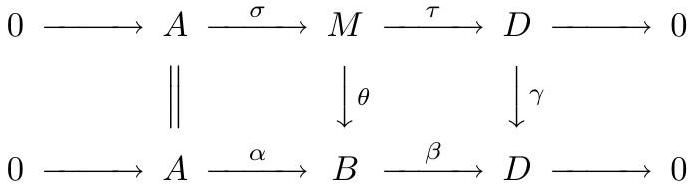 0 ⟶ A σ⟶ M τ⟶ D ⟶ 0
∥ ↓θ ↓γ
0 ⟶ A α⟶ B β⟶ D ⟶ 0